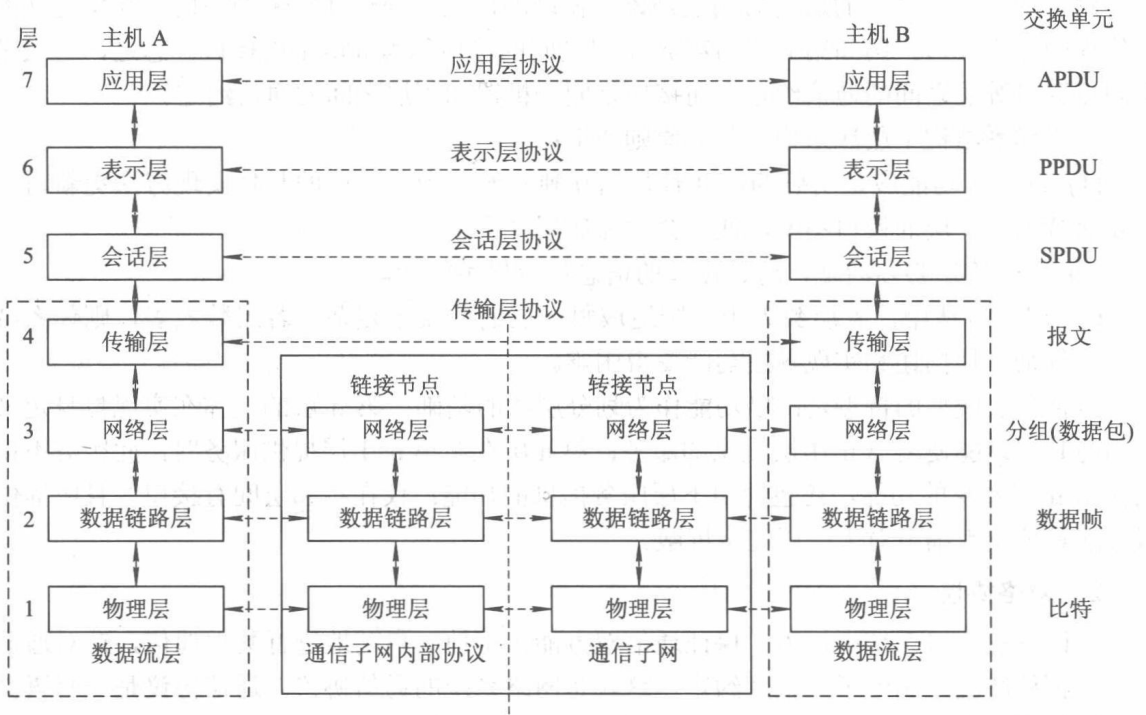 交换单元
层 主机 A 主机 B
7 应用层 应用层协议 应用层 APDU
6 表示层 表示层协议 表示层 PPDU
5 会话层 会话层协议 会话层 SPDU
传输层协议
4 传输层 传输层 报文
链接节点 转接节点
3 网络层 网络层 网络层 网络层 分组(数据包)
2 数据链路层 数据链路层 数据链路层 数据链路层 数据帧
1 物理层 物理层 物理层 物理层 比特
数据流层 通信子网内部协议 通信子网 数据流层